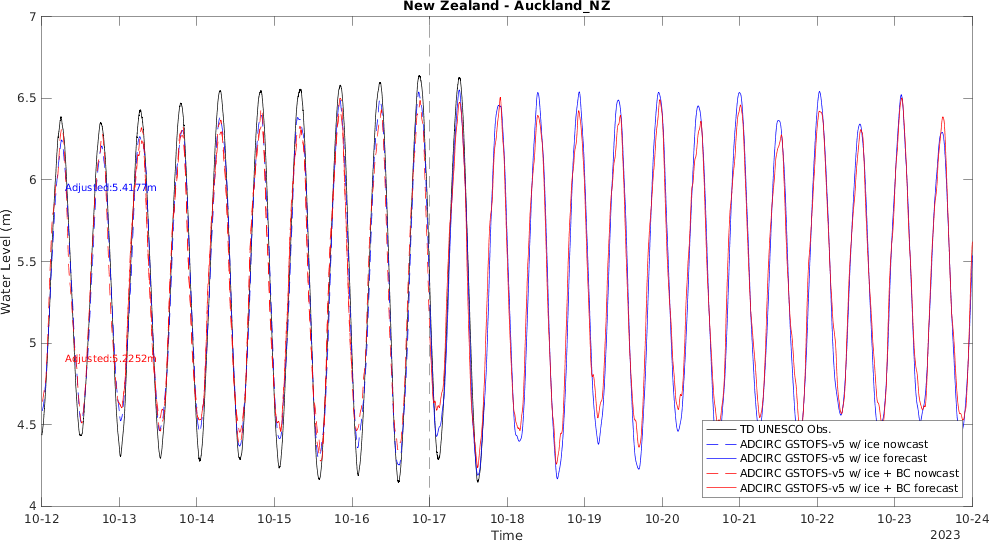 New Zealand - Auckland_NZ
7
6.5
6
5.5
5
4.5
4
Water Level (m)
Adjusted:5.4177m
Adjusted:5.2252m
TD UNESCO Obs.
ADCIRC GSTOFS-v5 w/ ice nowcast
ADCIRC GSTOFS-v5 w/ ice forecast
ADCIRC GSTOFS-v5 w/ ice + BC nowcast
ADCIRC GSTOFS-v5 w/ ice + BC forecast
10-12 10-13 10-14 10-15 10-16 10-17 10-18 10-19 10-20 10-21 10-22 10-23 10-24
Time
2023